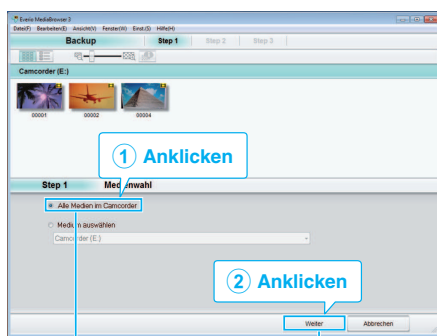 Everio MediaBrowser 3
Datei(F) Bearbeiten(E) Ansicht(V) Fenster(W) Einst.(S) Hilfe(H)
Backup Step 1 Step 2 Step 3
Camcorder (E:)
00001 00002 00004
① Anklicken
Step 1 Medienwahl
Alle Medien im Camcorder
Medium auswählen
Camcorder (E:)
② Anklicken
Weiter Abbrechen